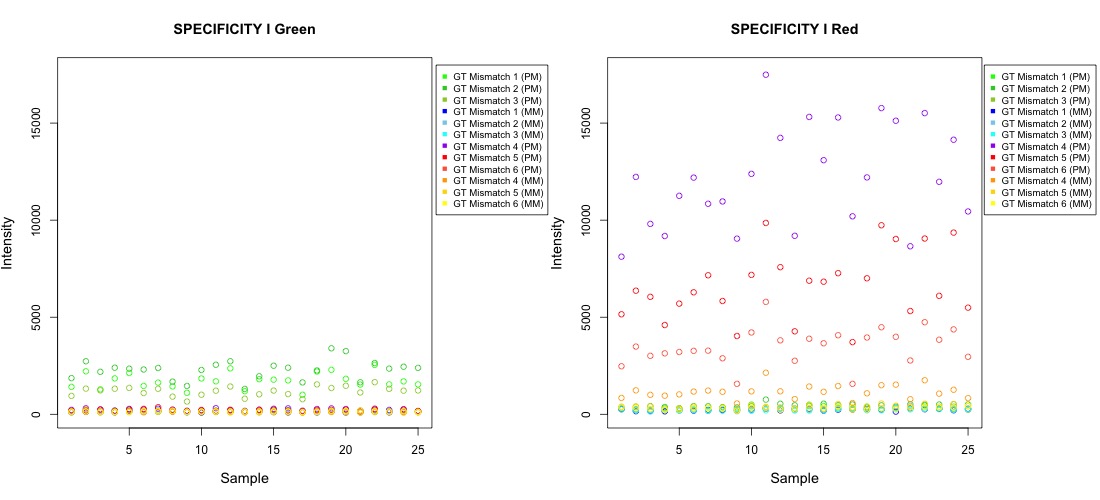 SPECIFICITY I Green
Intensity
15000
10000
5000
0
5 10 15 20 25
Sample
GT Mismatch 1 (PM)
GT Mismatch 2 (PM)
GT Mismatch 3 (PM)
GT Mismatch 1 (MM)
GT Mismatch 2 (MM)
GT Mismatch 3 (MM)
GT Mismatch 4 (PM)
GT Mismatch 5 (PM)
GT Mismatch 6 (PM)
GT Mismatch 4 (MM)
GT Mismatch 5 (MM)
GT Mismatch 6 (MM)
SPECIFICITY I Red
Intensity
15000
10000
5000
0
5 10 15 20 25
Sample
GT Mismatch 1 (PM)
GT Mismatch 2 (PM)
GT Mismatch 3 (PM)
GT Mismatch 1 (MM)
GT Mismatch 2 (MM)
GT Mismatch 3 (MM)
GT Mismatch 4 (PM)
GT Mismatch 5 (PM)
GT Mismatch 6 (PM)
GT Mismatch 4 (MM)
GT Mismatch 5 (MM)
GT Mismatch 6 (MM)